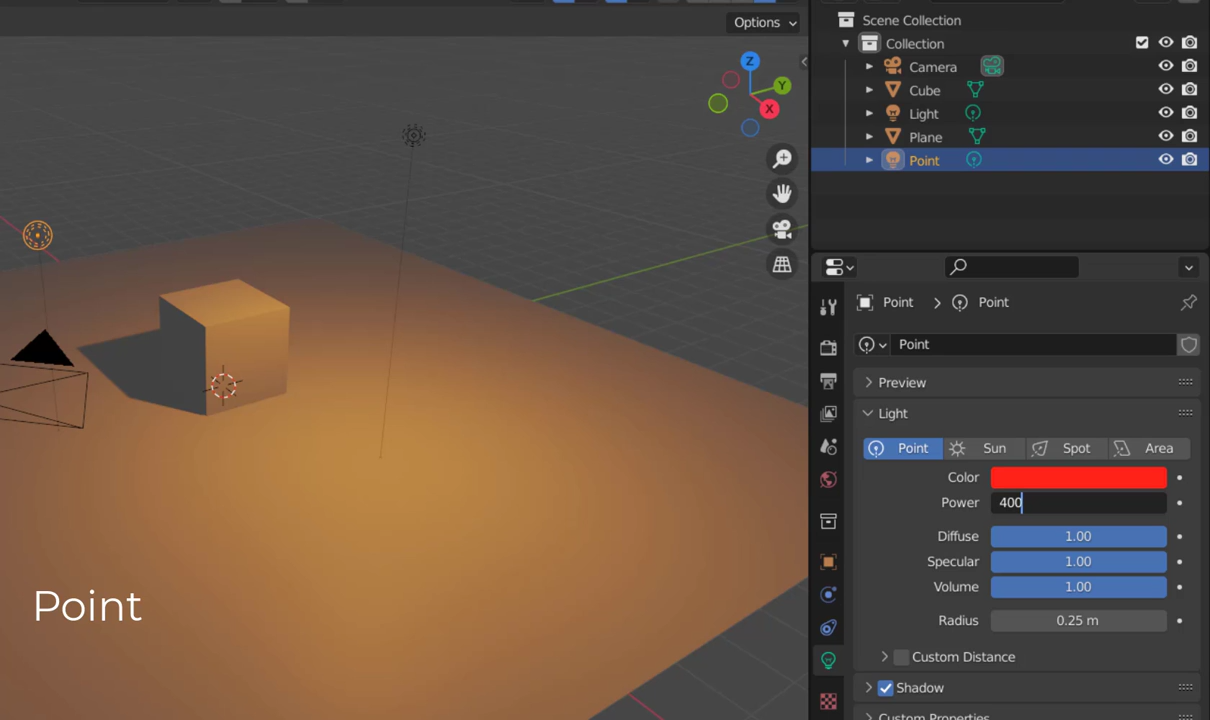 Options
Scene Collection
Collection
Camera
Cube
Light
Plane
Point
Z
Y
X
Point > Point
Point
Preview
Light
Point Sun Spot Area
Color
Power 400
Diffuse 1.00
Specular 1.00
Volume 1.00
Radius 0.25 m
Custom Distance
Shadow
Custom Properties
Point